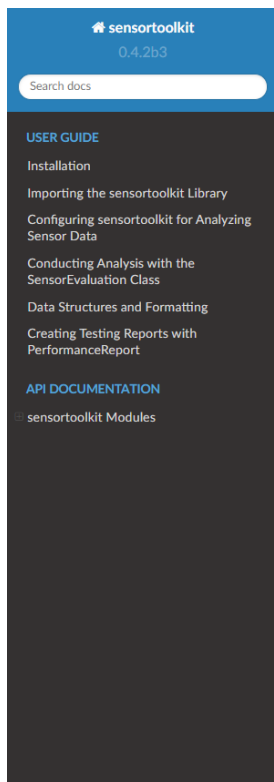 sensortoolkit
0.4.2b3
Search docs
USER GUIDE
Installation
Importing the sensortoolkit Library
Configuring sensortoolkit for Analyzing
Sensor Data
Conducting Analysis with the
SensorEvaluation Class
Data Structures and Formatting
Creating Testing Reports with
PerformanceReport
API DOCUMENTATION
sensortoolkit Modules